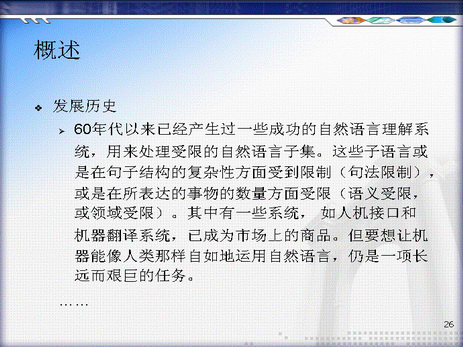 概述
❖ 发展历史
➢ 60年代以来已经产生过一些成功的自然语言理解系
统，用来处理受限的自然语言子集。这些子语言或
是在句子结构的复杂性方面受到限制（句法限制），
或是在所表达的事物的数量方面受限（语义受限，
或领域受限）。其中有一些系统， 如人机接口和
机器翻译系统，已成为市场上的商品。但要想让机
器能像人类那样自如地运用自然语言，仍是一项长
远而艰巨的任务。
……
26